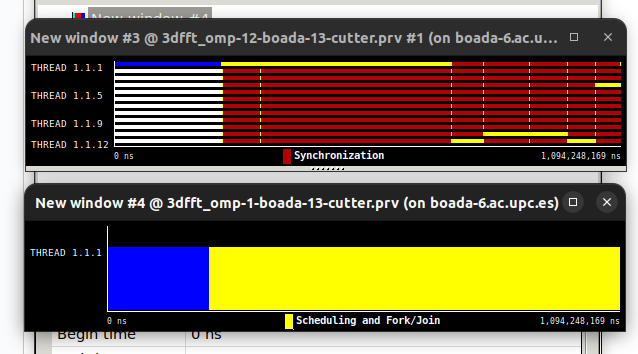 New window #4
New window #3 @ 3dfft_omp-12-boada-13-cutter.prv #1 (on boada-6.ac.u...
THREAD 1.1.1
THREAD 1.1.5
THREAD 1.1.9
THREAD 1.1.12
0 ns
Synchronization
1,094,248,169 ns
New window #4 @ 3dfft_omp-1-boada-13-cutter.prv (on boada-6.ac.upc.es)
THREAD 1.1.1
0 ns
Scheduling and Fork/Join
1,094,248,169 ns
Begin time
0 ns